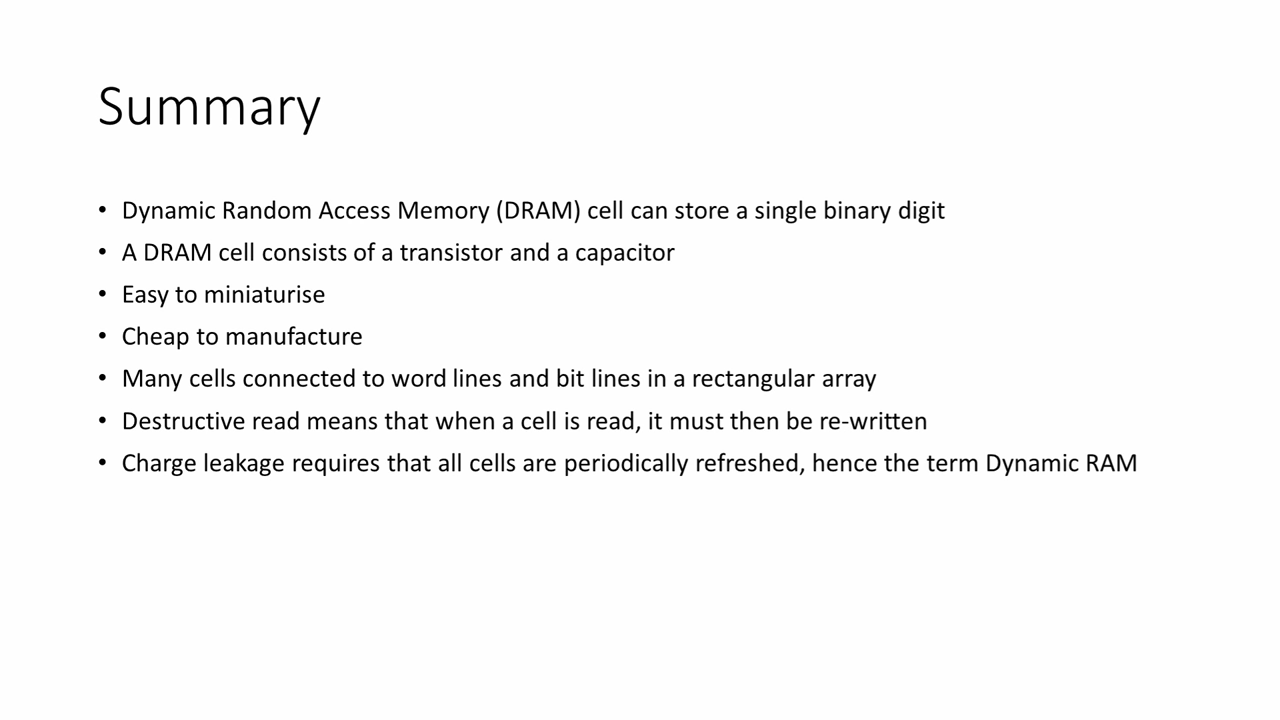 Summary
• Dynamic Random Access Memory (DRAM) cell can store a single binary digit
• A DRAM cell consists of a transistor and a capacitor
• Easy to miniaturise
• Cheap to manufacture
• Many cells connected to word lines and bit lines in a rectangular array
• Destructive read means that when a cell is read, it must then be re-written
• Charge leakage requires that all cells are periodically refreshed, hence the term Dynamic RAM